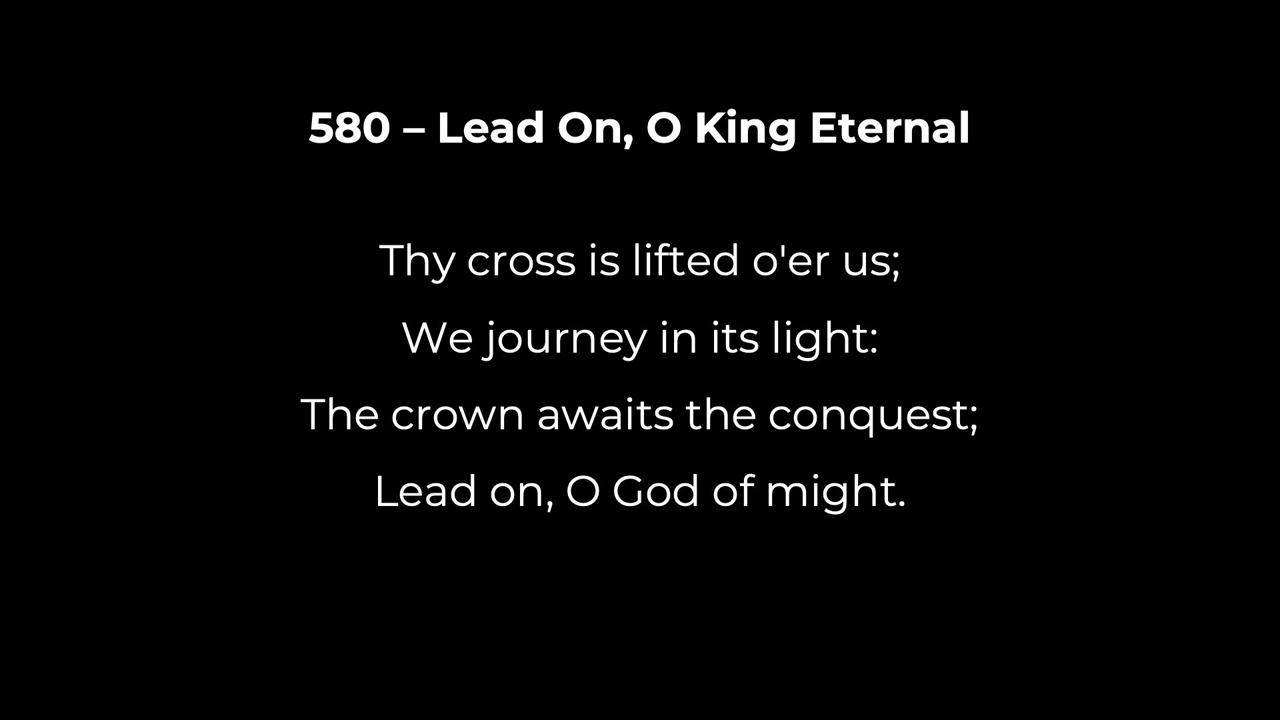 580 – Lead On, O King Eternal
Thy cross is lifted o'er us;
We journey in its light:
The crown awaits the conquest;
Lead on, O God of might.